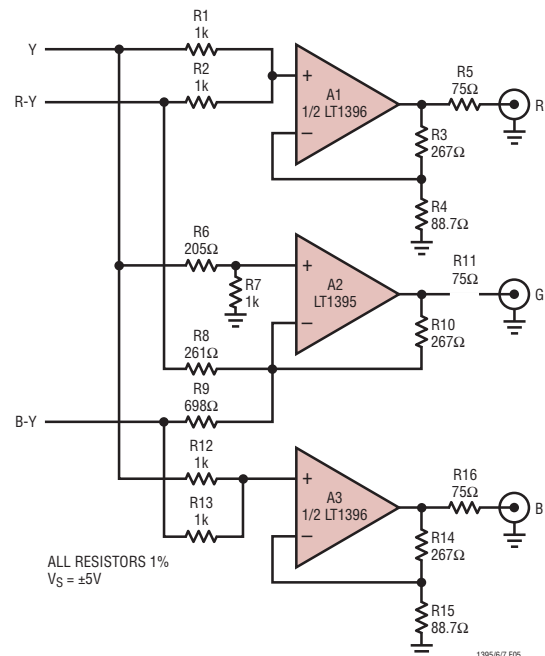 Y
R-Y
B-Y
R1
1k
R2
1k
A1
1/2 LT1396
+
–
R5
75Ω
R
R3
267Ω
R4
88.7Ω
R6
205Ω
R7
1k
A2
LT1395
+
–
R11
75Ω
G
R10
267Ω
R8
261Ω
R9
698Ω
R12
1k
R13
1k
A3
1/2 LT1396
+
–
R16
75Ω
B
R14
267Ω
R15
88.7Ω
ALL RESISTORS 1%
VS = ±5V
1395/6/7 F05